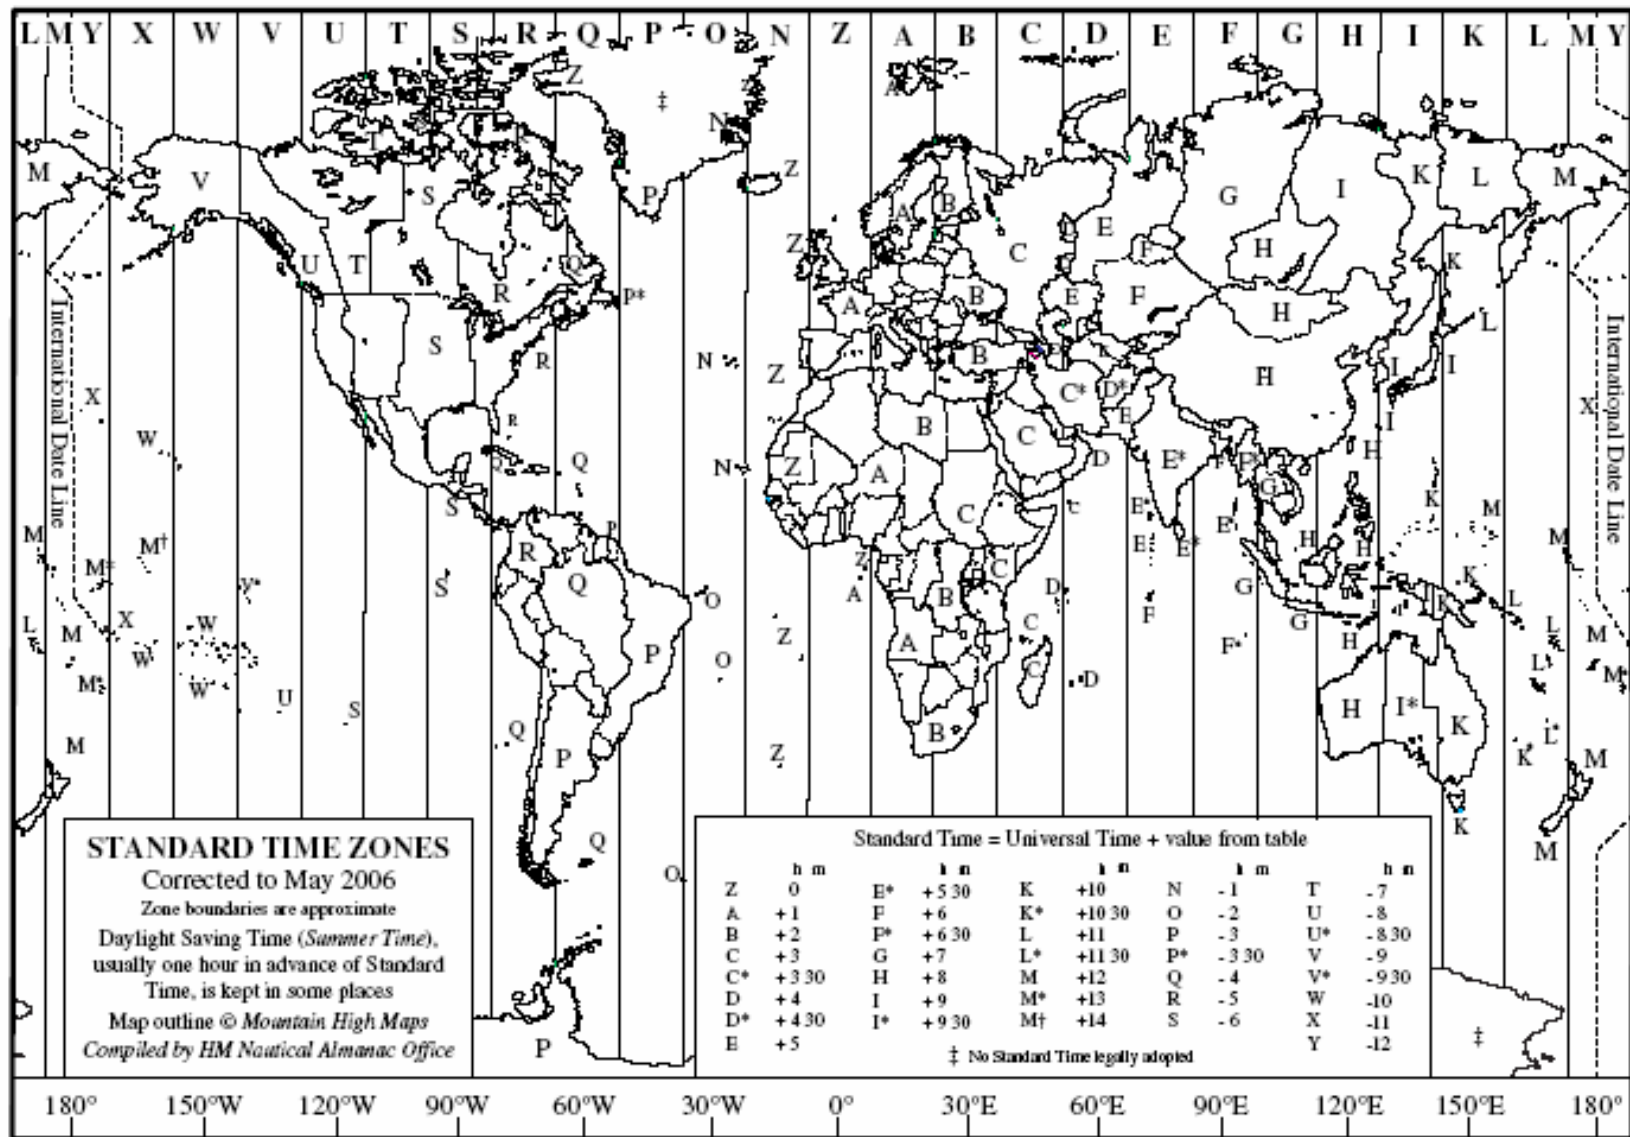 L M Y X W V U T S R Q P O N Z A B C D E F G H I K L M Y
International Date Line
International Date Line
STANDARD TIME ZONES
Corrected to May 2006
Zone boundaries are approximate
Daylight Saving Time (Summer Time),
usually one hour in advance of Standard
Time, is kept in some places
Map outline © Mountain High Maps
Compiled by HM Nautical Almanac Office
Standard Time = Universal Time + value from table
h m h m h m h m h m
Z 0 E* +5 30 K +10 N - 1 T - 7
A +1 F +6 K* +10 30 O - 2 U - 8
B +2 F* +6 30 L +11 P - 3 U* - 8 30
C +3 G +7 L* +11 30 P* - 3 30 V - 9
C* +3 30 H +8 M +12 Q - 4 V* - 9 30
D +4 I +9 M* +13 R - 5 W -10
D* +4 30 I* +9 30 M† +14 S - 6 X -11
E +5 Y -12
‡ No Standard Time legally adopted
180° 150°W 120°W 90°W 60°W 30°W 0° 30°E 60°E 90°E 120°E 150°E 180°